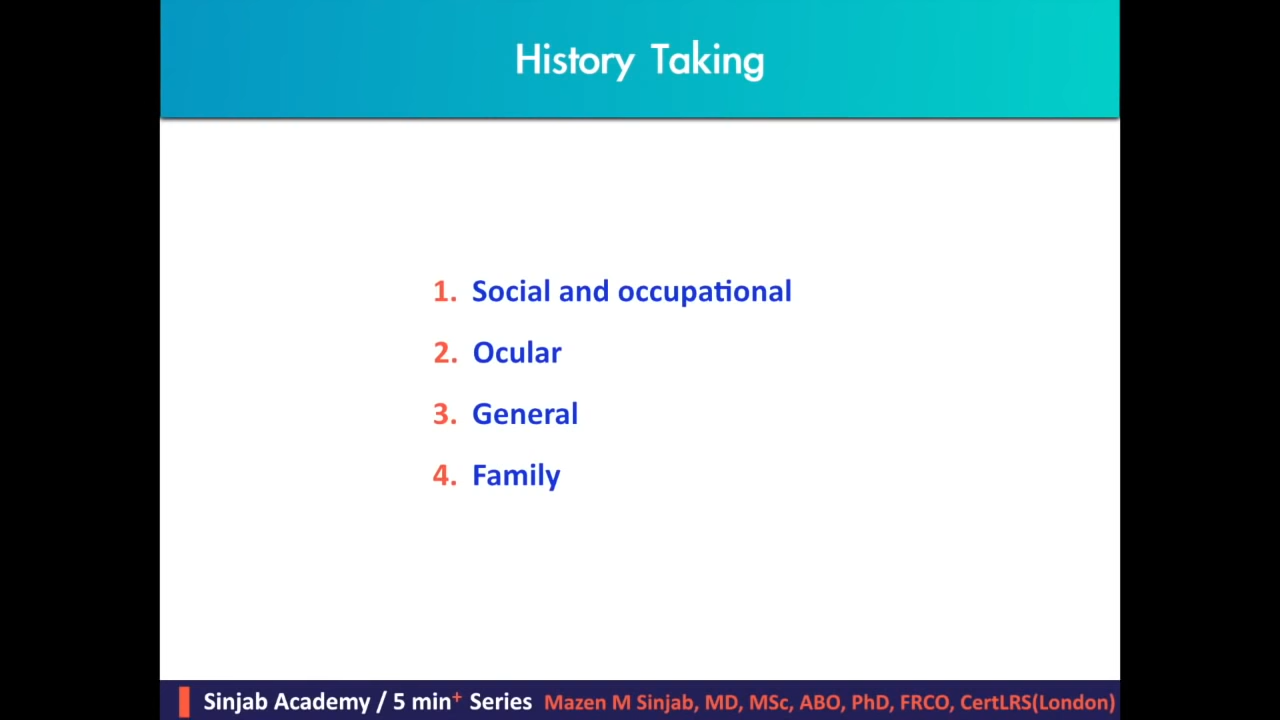 History Taking
1. Social and occupational
2. Ocular
3. General
4. Family
Sinjab Academy / 5 min+ Series Mazen M Sinjab, MD, MSc, ABO, PhD, FRCO, CertLRS(London)